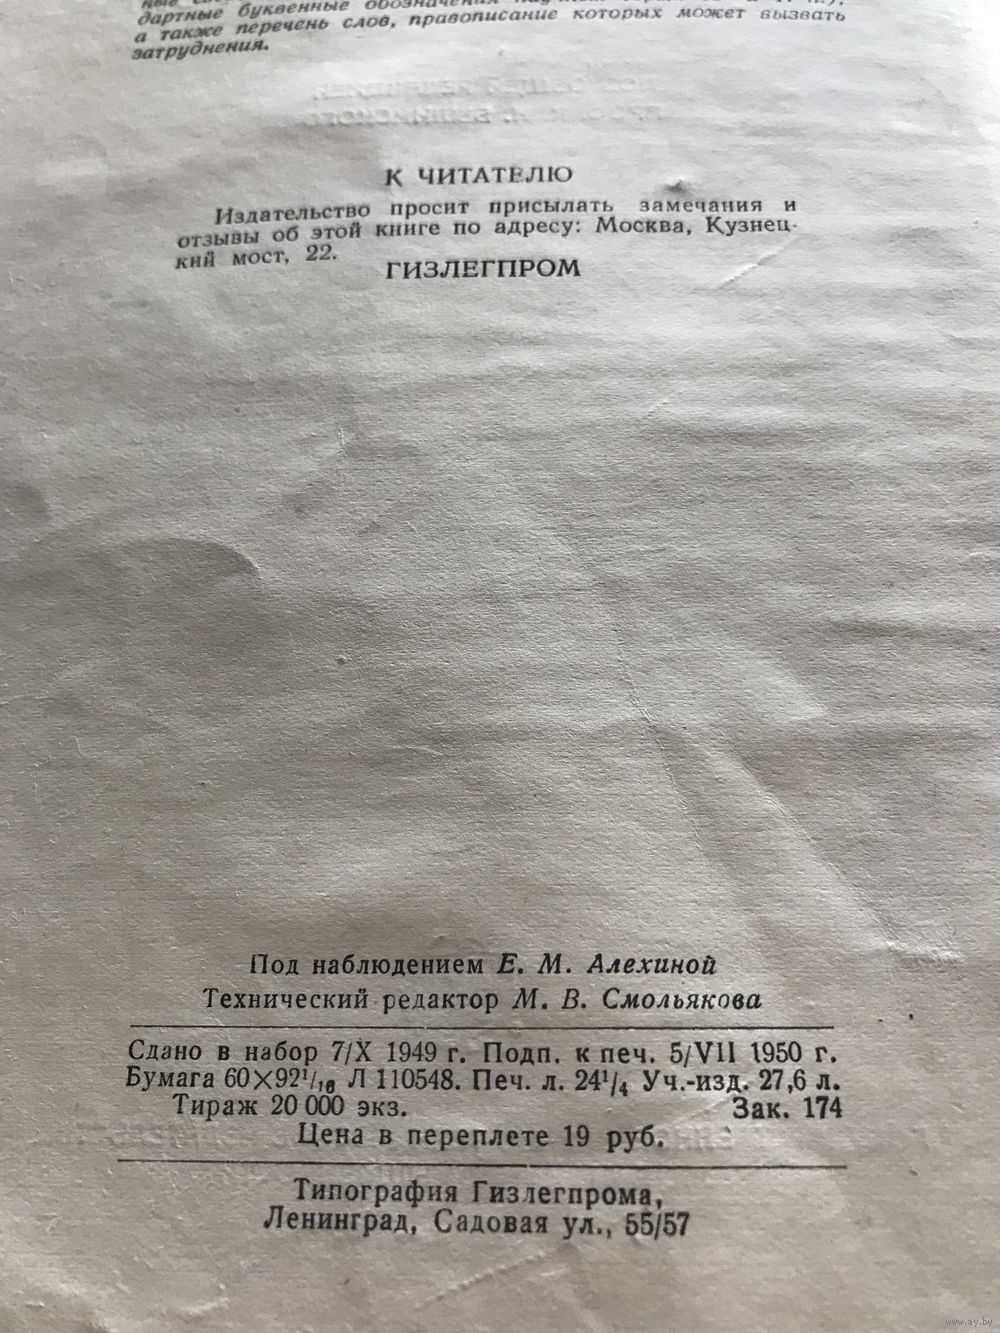 дартные буквенные обозначения
а также перечень слов, правописание которых может вызвать
затруднения.
К ЧИТАТЕЛЮ
Издательство просит присылать замечания и
отзывы об этой книге по адресу: Москва, Кузнец-
кий мост, 22.
ГИЗЛЕГПРОМ
Под наблюдением Е. М. Алехиной
Технический редактор М. В. Смольякова
Сдано в набор 7/X 1949 г. Подп. к печ. 5/VII 1950 г.
Бумага 60×92¹/₁₆ Л 110548. Печ. л. 24¹/₄ Уч.-изд. 27,6 л.
Тираж 20 000 экз. Зак. 174
Цена в переплете 19 руб.
Типография Гизлегпрома,
Ленинград, Садовая ул., 55/57
www.ay.by